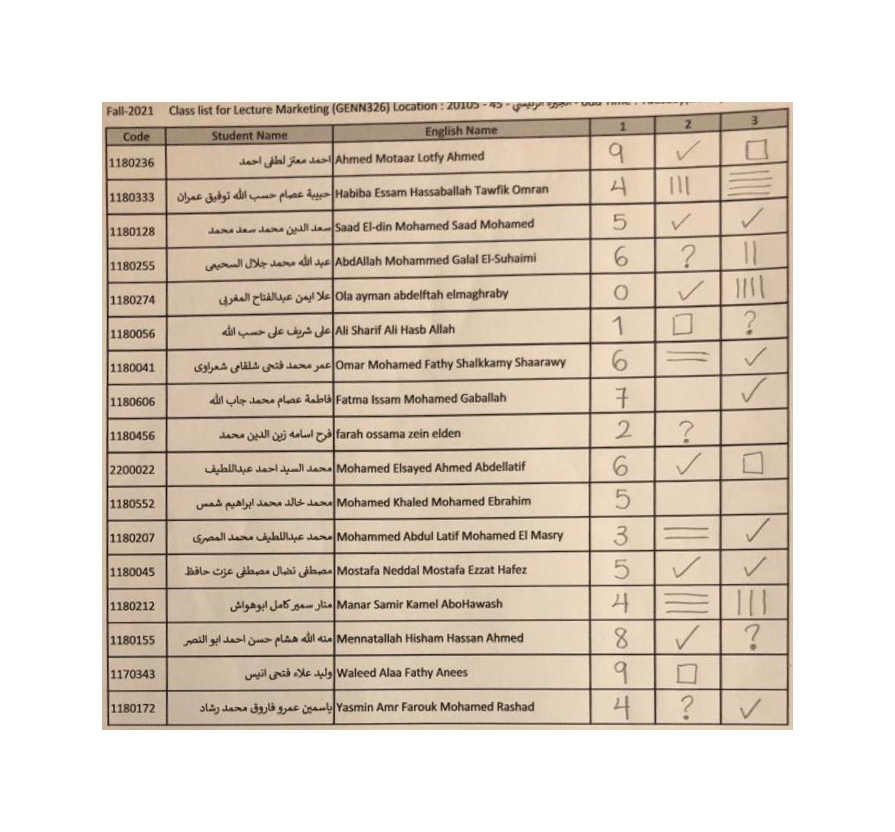 Fall-2021 Class list for Lecture Marketing (GENN326) Location : 20105 - 45 -
Code Student Name English Name 1 2 3
1180236 احمد معتز لطفى احمد Ahmed Motaaz Lotfy Ahmed 9 ✓ □
1180333 حبيبة عصام حسب الله توفيق عمران Habiba Essam Hassaballah Tawfik Omran 4 ||| ☰
1180128 سعد الدين محمد سعد محمد Saad El-din Mohamed Saad Mohamed 5 ✓ ✓
1180255 عبد الله محمد جلال السحيمى AbdAllah Mohammed Galal El-Suhaimi 6 ? ||
1180274 علا ايمن عبدالفتاح المغربي Ola ayman abdelftah elmaghraby 0 ✓ ||||
1180056 على شريف على حسب الله Ali Sharif Ali Hasb Allah 1 □ ?
1180041 عمر محمد فتحى شلقامى شعراوى Omar Mohamed Fathy Shalkkamy Shaarawy 6 = ✓
1180606 فاطمة عصام محمد جاب الله Fatma Issam Mohamed Gaballah 7 ✓
1180456 فرح اسامه زين الدين محمد farah ossama zein elden 2 ?
2200022 محمد السيد احمد عبداللطيف Mohamed Elsayed Ahmed Abdellatif 6 ✓ □
1180552 محمد خالد محمد ابراهيم شمس Mohamed Khaled Mohamed Ebrahim 5
1180207 محمد عبداللطيف محمد المصرى Mohammed Abdul Latif Mohamed El Masry 3 = ✓
1180045 مصطفى نضال مصطفى عزت حافظ Mostafa Neddal Mostafa Ezzat Hafez 5 ✓ ✓
1180212 منار سمير كامل ابوهواش Manar Samir Kamel AboHawash 4 ☰ |||
1180155 منه الله هشام حسن احمد ابو النصر Mennatallah Hisham Hassan Ahmed 8 ✓ ?
1170343 وليد علاء فتحى انيس Waleed Alaa Fathy Anees 9 □
1180172 ياسمين عمرو فاروق محمد رشاد Yasmin Amr Farouk Mohamed Rashad 4 ? ✓